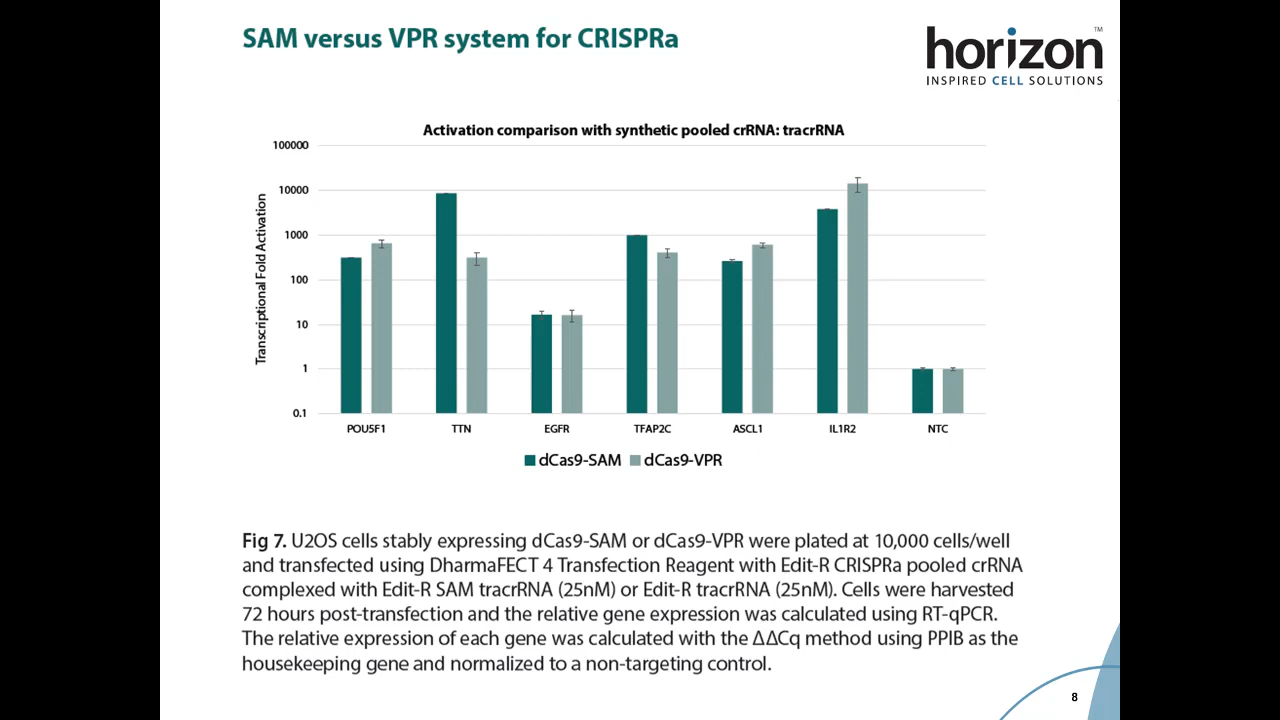 SAM versus VPR system for CRISPRa
horizon™
INSPIRED CELL SOLUTIONS
Activation comparison with synthetic pooled crRNA: tracrRNA
Transcriptional Fold Activation
100000
10000
1000
100
10
1
0.1
POU5F1 TTN EGFR TFAP2C ASCL1 IL1R2 NTC
dCas9-SAM dCas9-VPR
Fig 7. U2OS cells stably expressing dCas9-SAM or dCas9-VPR were plated at 10,000 cells/well
and transfected using DharmaFECT 4 Transfection Reagent with Edit-R CRISPRa pooled crRNA
complexed with Edit-R SAM tracrRNA (25nM) or Edit-R tracrRNA (25nM). Cells were harvested
72 hours post-transfection and the relative gene expression was calculated using RT-qPCR.
The relative expression of each gene was calculated with the ΔΔCq method using PPIB as the
housekeeping gene and normalized to a non-targeting control.
8